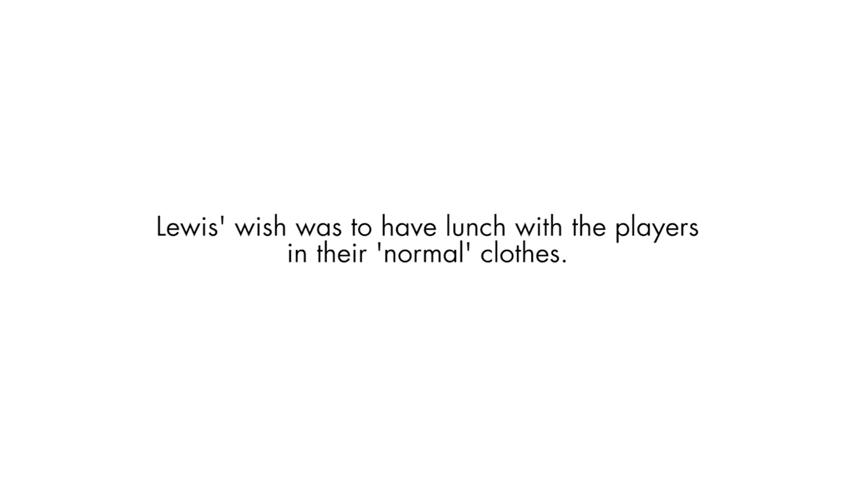 Lewis' wish was to have lunch with the players
in their 'normal' clothes.